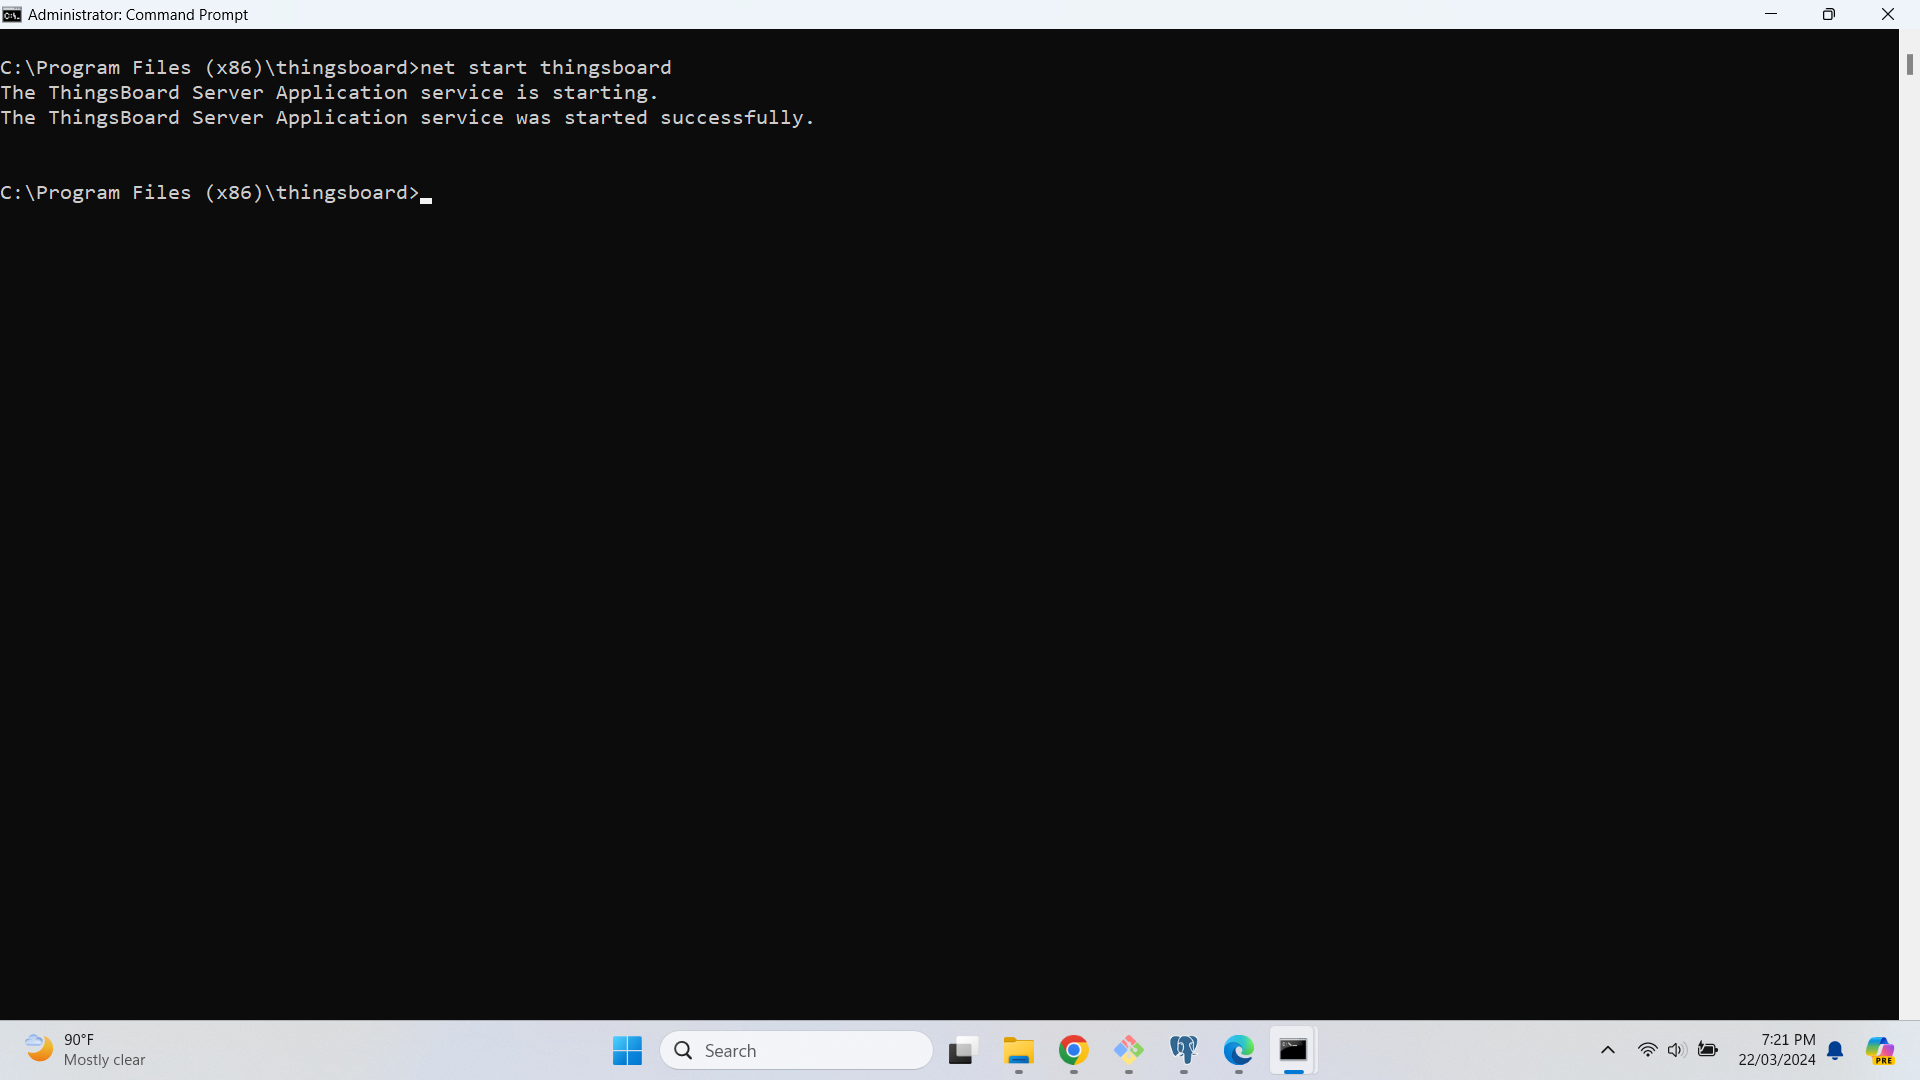 Administrator: Command Prompt
C:\Program Files (x86)\thingsboard>net start thingsboard
The ThingsBoard Server Application service is starting.
The ThingsBoard Server Application service was started successfully.
C:\Program Files (x86)\thingsboard>
90°F
Mostly clear
Search
7:21 PM
22/03/2024
PRE